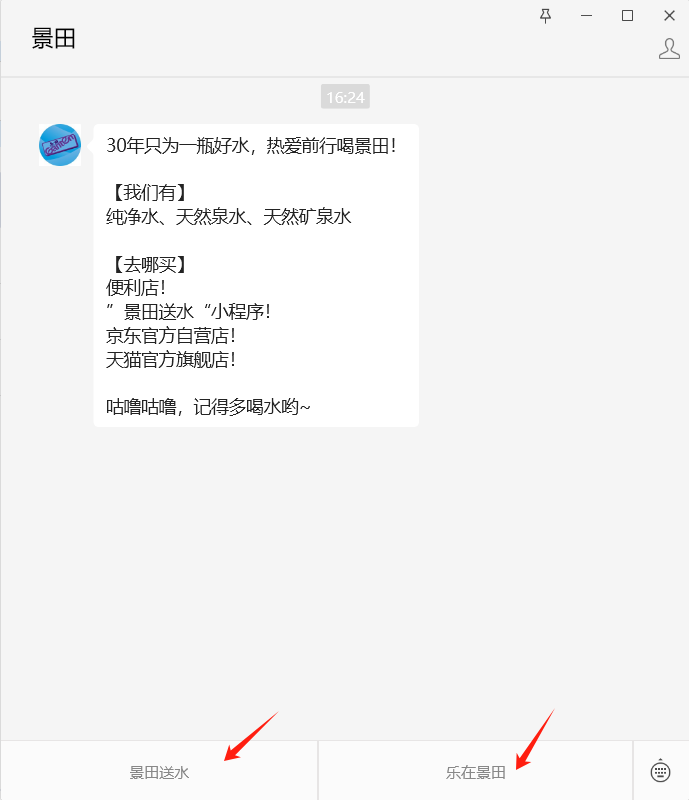 景田
16:24
30年只为一瓶好水，热爱前行喝景田！
【我们有】
纯净水、天然泉水、天然矿泉水
【去哪买】
便利店！
”景田送水“小程序！
京东官方自营店！
天猫官方旗舰店！
咕噜咕噜，记得多喝水哟~
景田送水
乐在景田